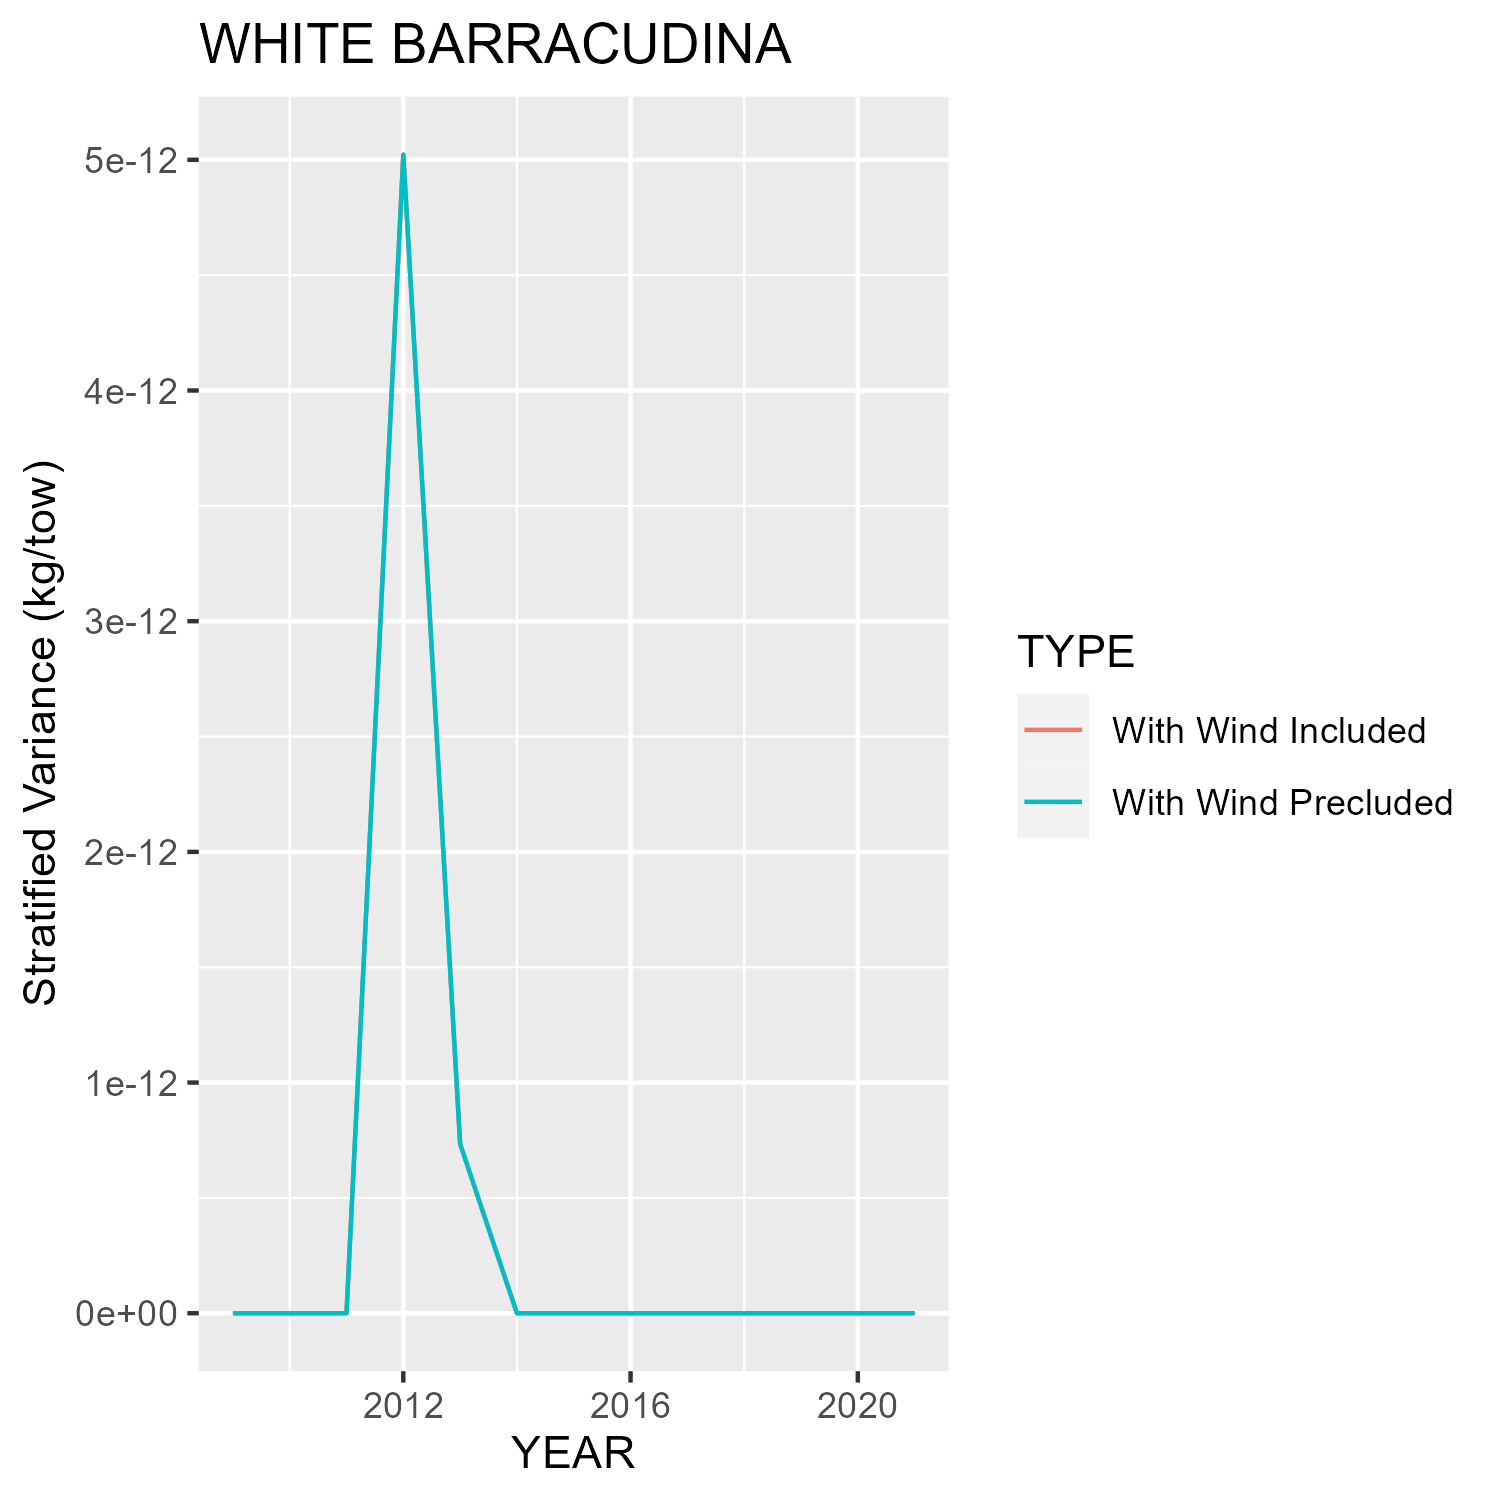 WHITE BARRACUDINA
5e-12
4e-12
3e-12
2e-12
1e-12
0e+00
Stratified Variance (kg/tow)
2012
2016
2020
YEAR
TYPE
With Wind Included
With Wind Precluded